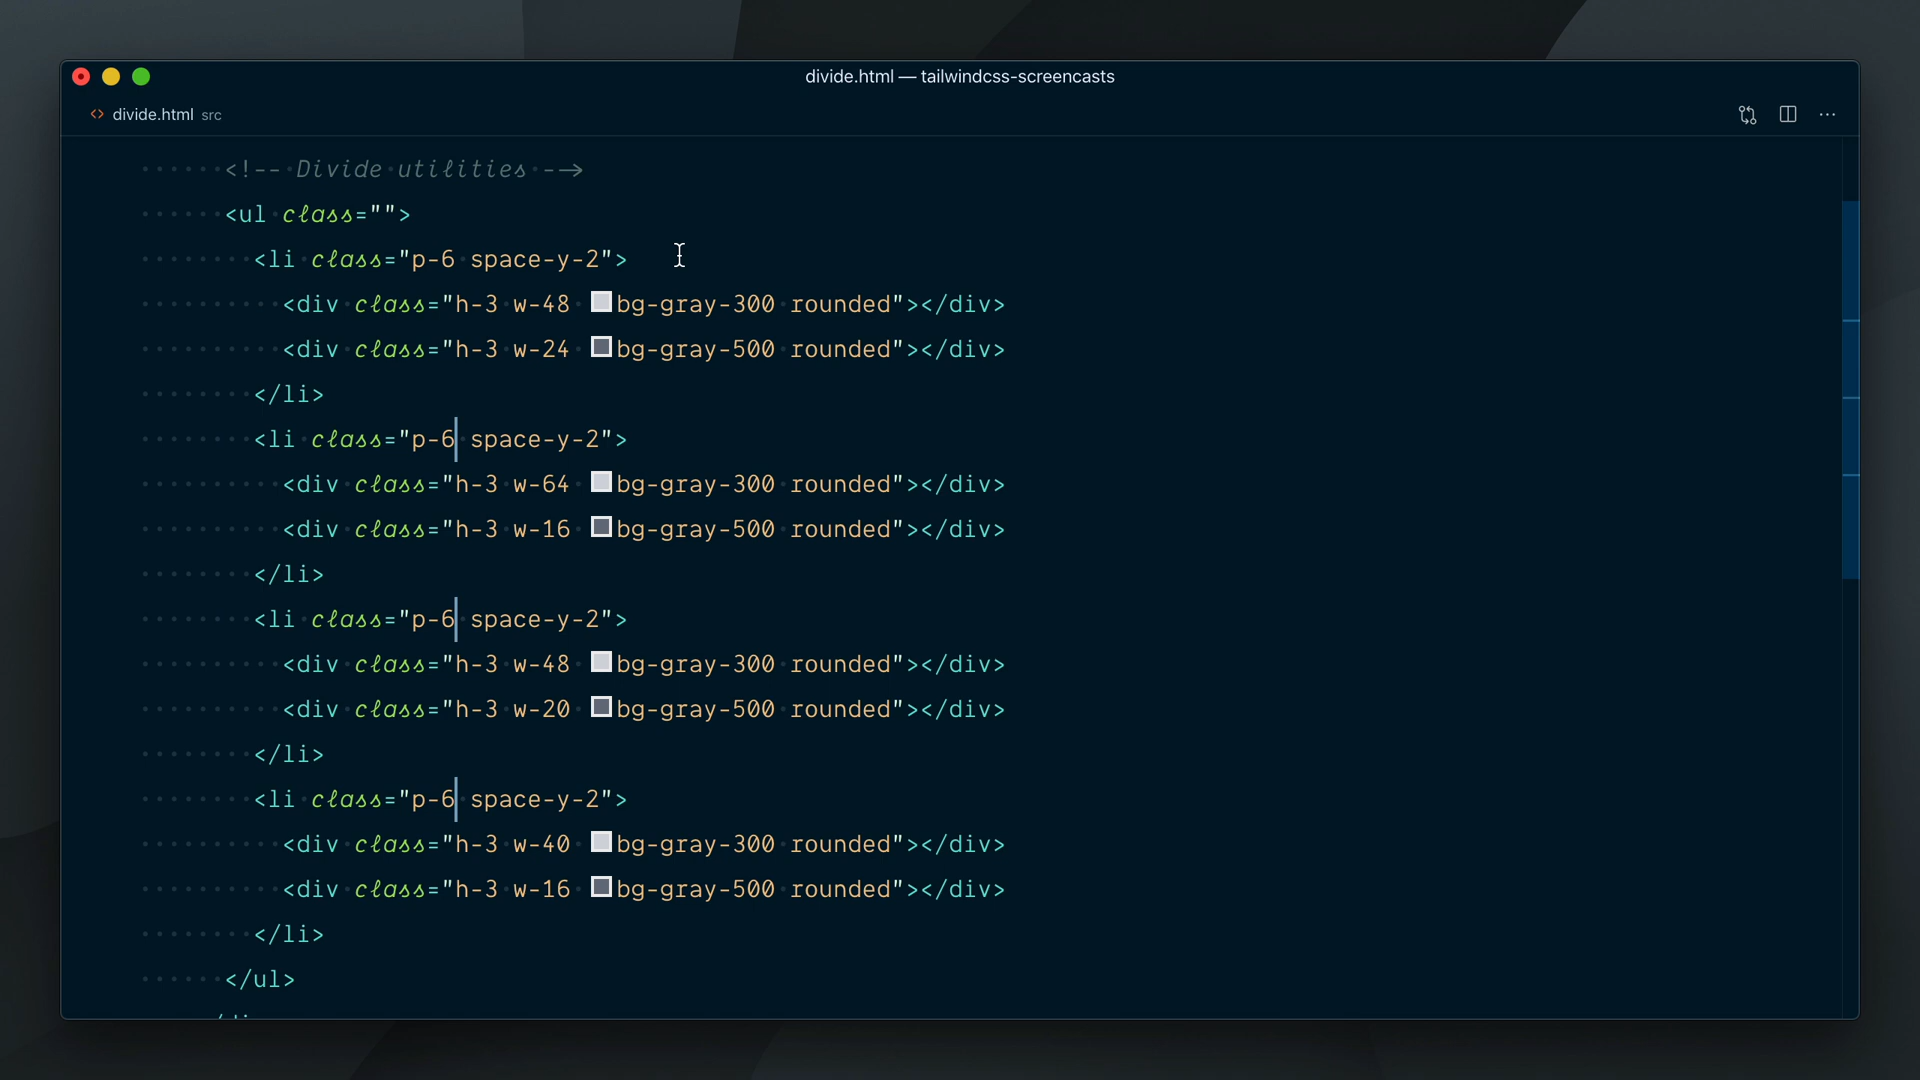 divide.html — tailwindcss-screencasts
divide.html src
<!-- Divide utilities -->
<ul class="">
<li class="p-6 space-y-2">
<div class="h-3 w-48 bg-gray-300 rounded"></div>
<div class="h-3 w-24 bg-gray-500 rounded"></div>
</li>
<li class="p-6 space-y-2">
<div class="h-3 w-64 bg-gray-300 rounded"></div>
<div class="h-3 w-16 bg-gray-500 rounded"></div>
</li>
<li class="p-6 space-y-2">
<div class="h-3 w-48 bg-gray-300 rounded"></div>
<div class="h-3 w-20 bg-gray-500 rounded"></div>
</li>
<li class="p-6 space-y-2">
<div class="h-3 w-40 bg-gray-300 rounded"></div>
<div class="h-3 w-16 bg-gray-500 rounded"></div>
</li>
</ul>